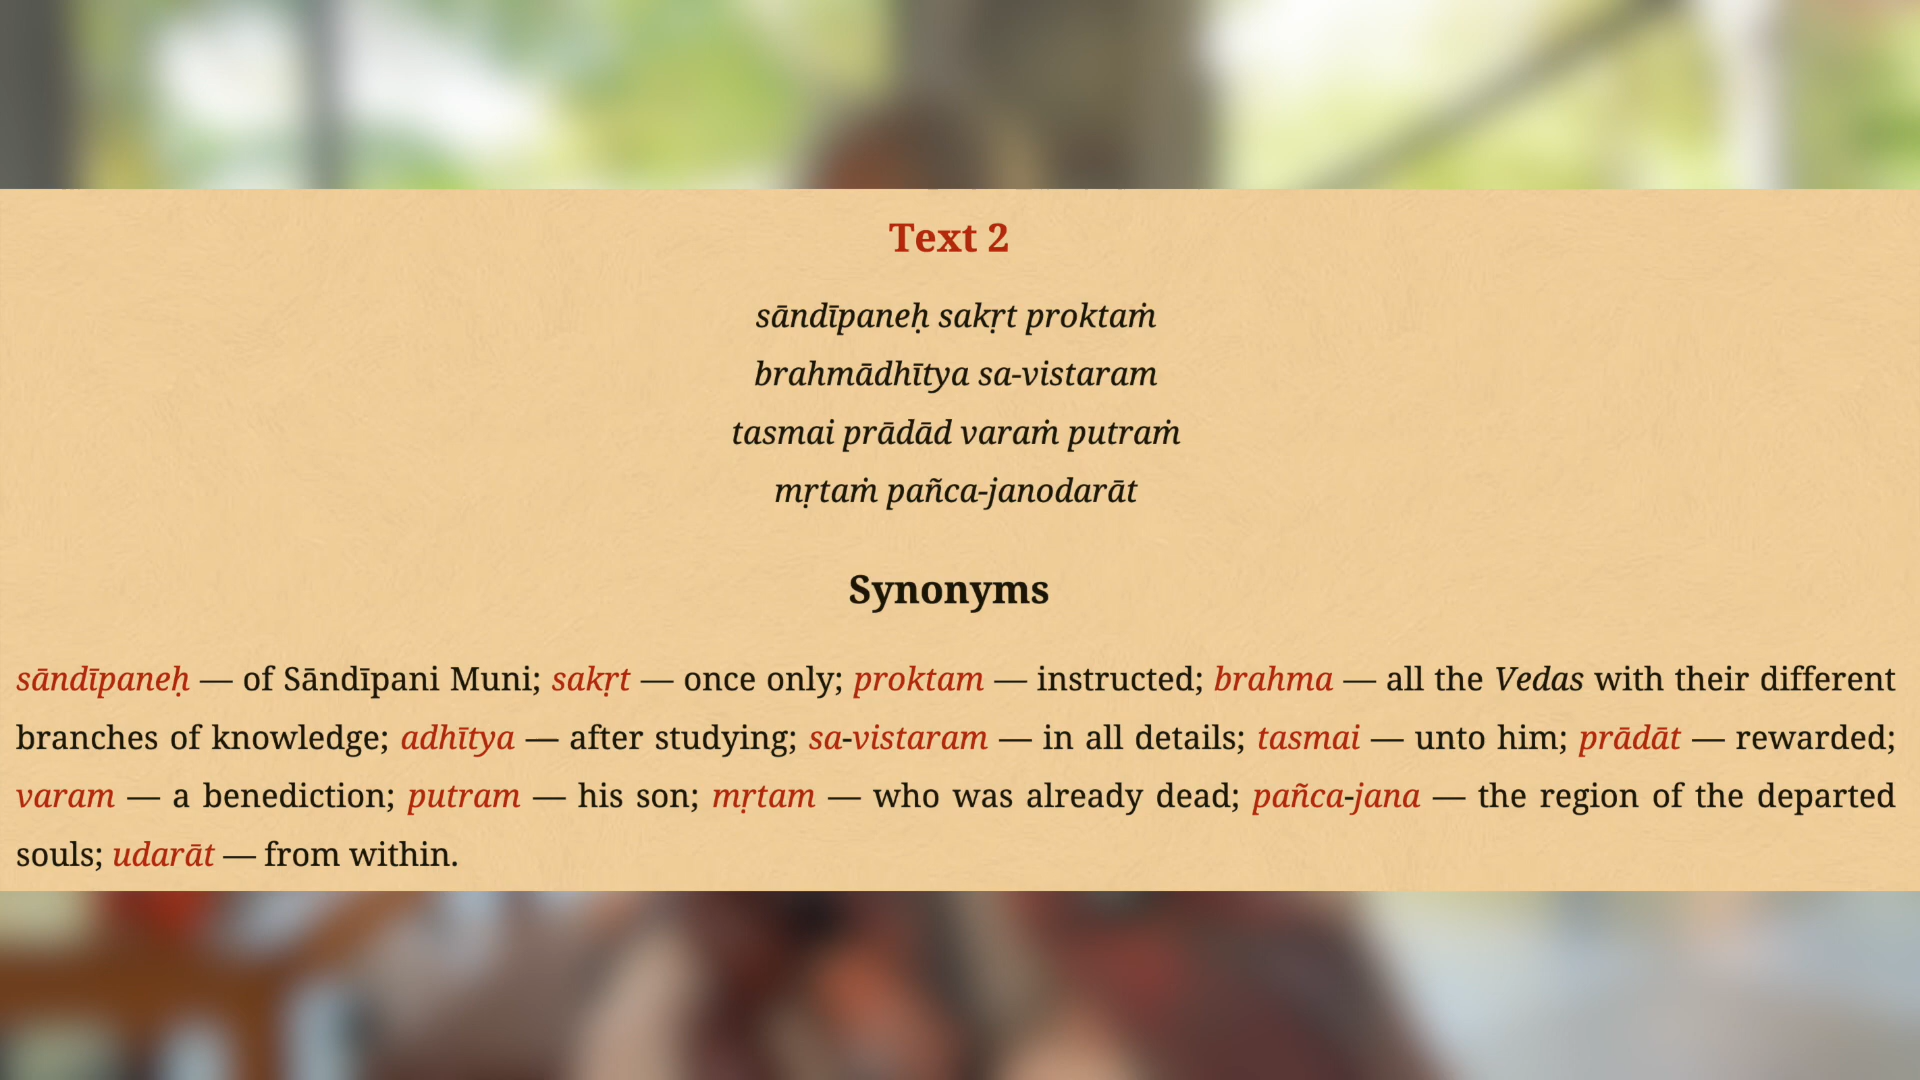 Text 2
sāndīpaneḥ sakṛt proktaṁ
brahmādhītya sa-vistaram
tasmai prādād varaṁ putraṁ
mṛtaṁ pañca-janodarāt
Synonyms
sāndīpaneḥ — of Sāndīpani Muni; sakṛt — once only; proktam — instructed; brahma — all the Vedas with their different
branches of knowledge; adhītya — after studying; sa-vistaram — in all details; tasmai — unto him; prādāt — rewarded;
varam — a benediction; putram — his son; mṛtam — who was already dead; pañca-jana — the region of the departed
souls; udarāt — from within.